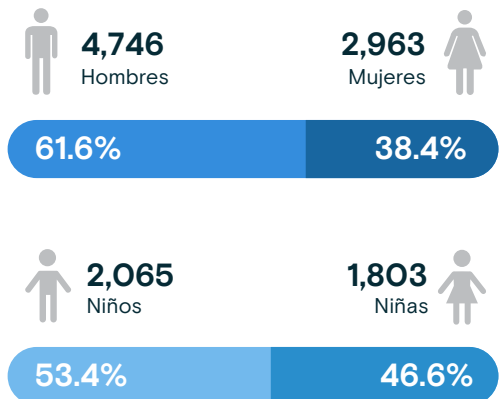 4,746
Hombres
2,963
Mujeres
61.6%
38.4%
2,065
Niños
1,803
Niñas
53.4%
46.6%